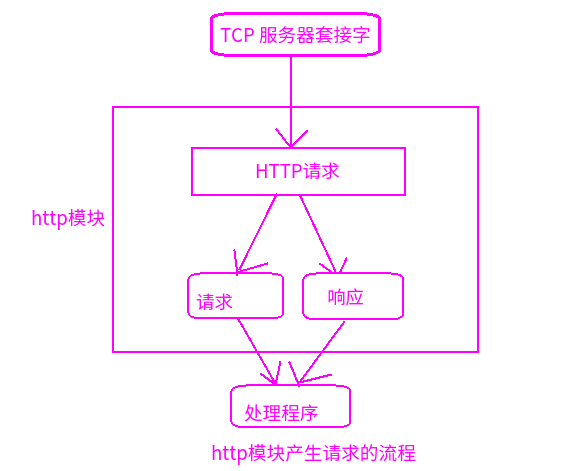 TCP 服务器套接字
HTTP请求
http模块
请求
响应
处理程序
http模块产生请求的流程